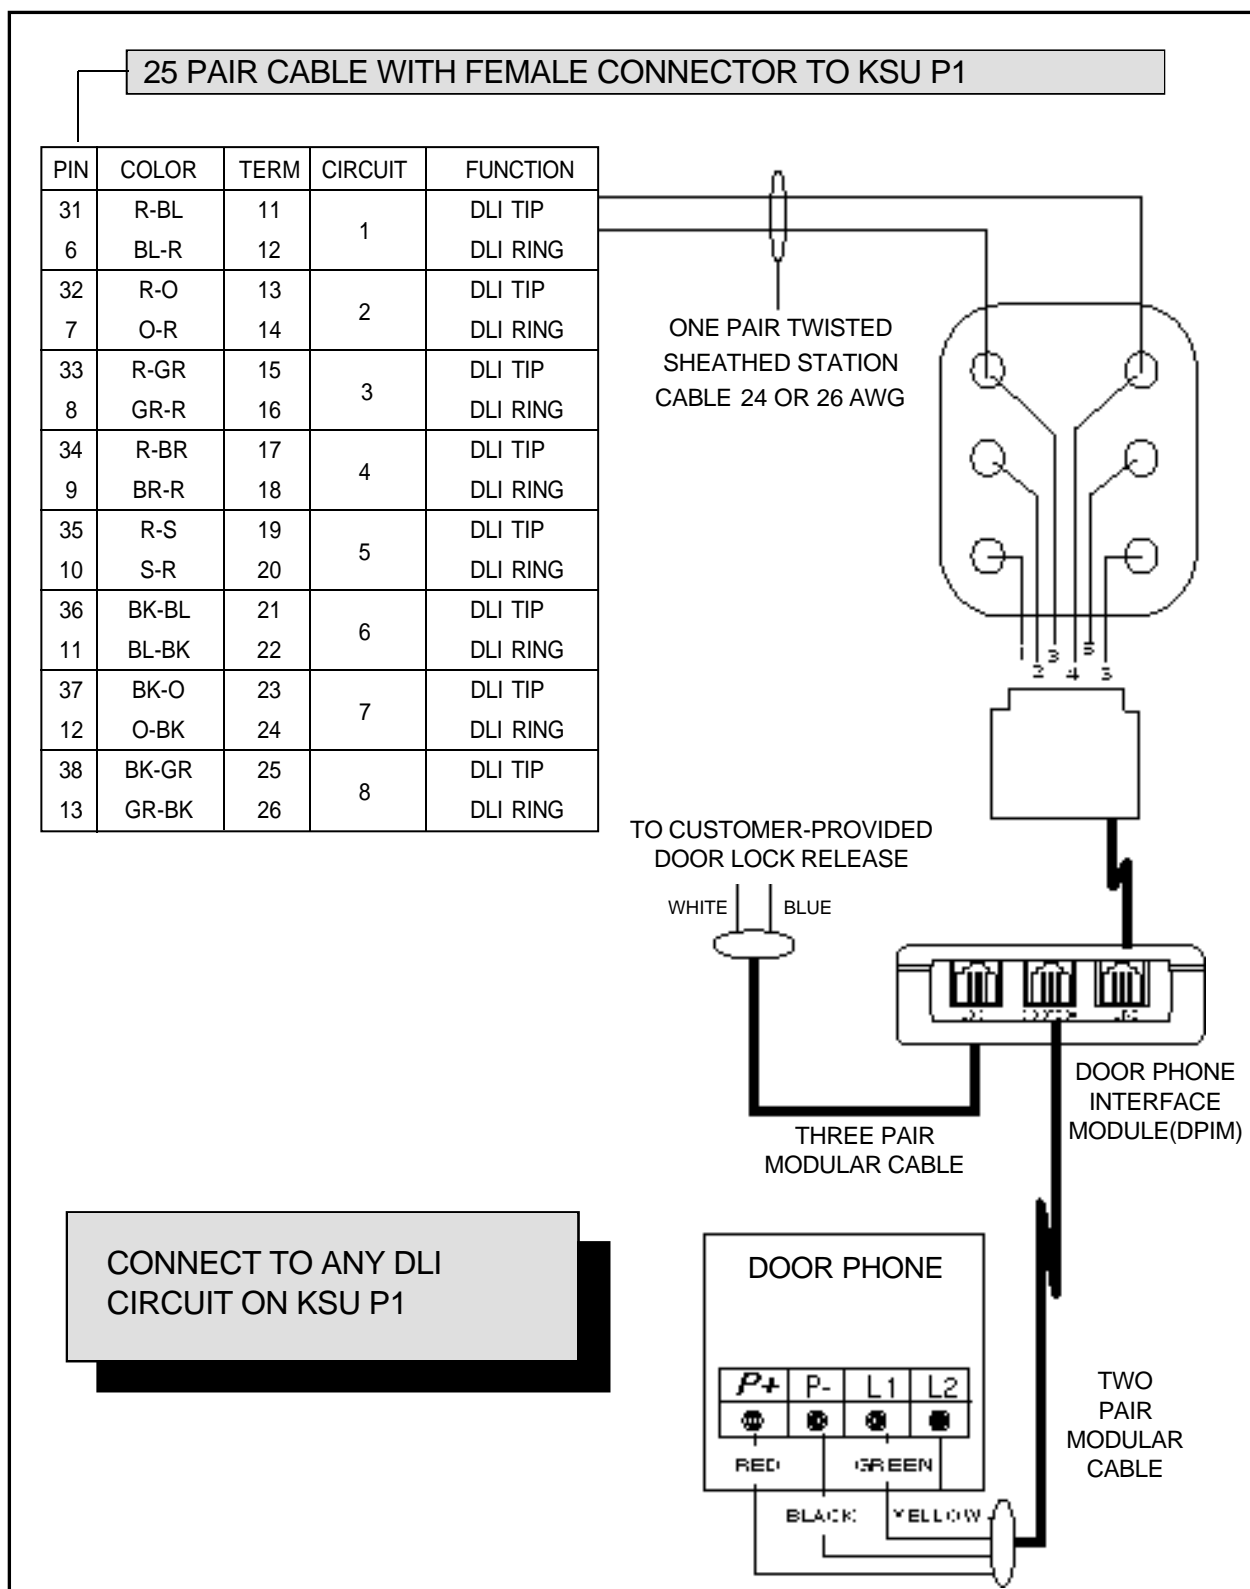 25 PAIR CABLE WITH FEMALE CONNECTOR TO KSU P1
PIN COLOR TERM CIRCUIT FUNCTION
31 R-BL 11 1 DLI TIP
6 BL-R 12 DLI RING
32 R-O 13 2 DLI TIP
7 O-R 14 DLI RING
33 R-GR 15 3 DLI TIP
8 GR-R 16 DLI RING
34 R-BR 17 4 DLI TIP
9 BR-R 18 DLI RING
35 R-S 19 5 DLI TIP
10 S-R 20 DLI RING
36 BK-BL 21 6 DLI TIP
11 BL-BK 22 DLI RING
37 BK-O 23 7 DLI TIP
12 O-BK 24 DLI RING
38 BK-GR 25 8 DLI TIP
13 GR-BK 26 DLI RING
ONE PAIR TWISTED
SHEATHED STATION
CABLE 24 OR 26 AWG
1 2 3 4 5
TO CUSTOMER-PROVIDED
DOOR LOCK RELEASE
WHITE BLUE
DOOR PHONE
INTERFACE
MODULE(DPIM)
THREE PAIR
MODULAR CABLE
CONNECT TO ANY DLI
CIRCUIT ON KSU P1
DOOR PHONE
P+ P- L1 L2
RED GREEN
BLACK YELLOW
TWO
PAIR
MODULAR
CABLE